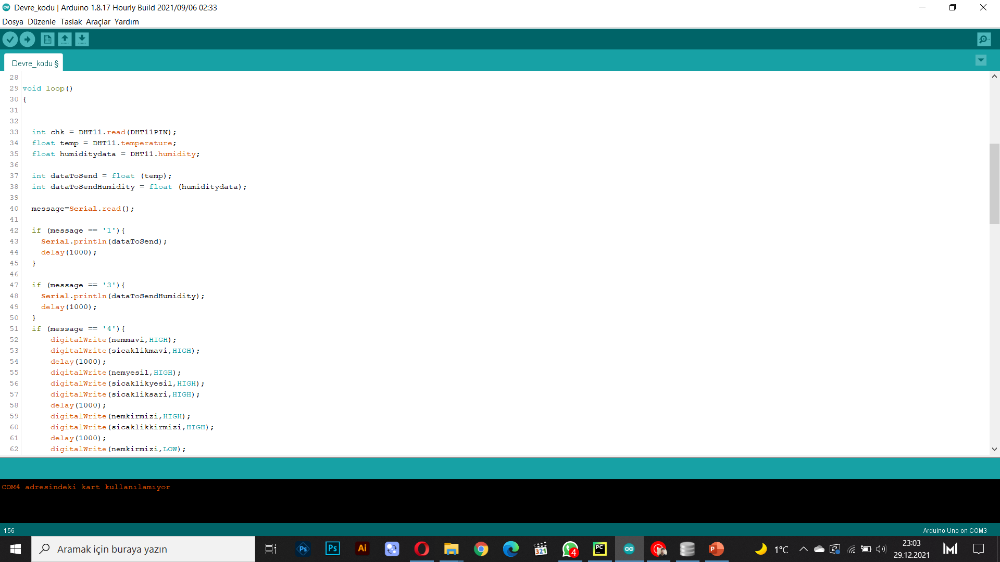 Devre_kodu | Arduino 1.8.17 Hourly Build 2021/09/06 02:33
Dosya Düzenle Taslak Araçlar Yardım
Devre_kodu §
28
29 void loop()
30 {
31
32
33 int chk = DHT11.read(DHT11PIN);
34 float temp = DHT11.temperature;
35 float humiditydata = DHT11.humidity;
36
37 int dataToSend = float (temp);
38 int dataToSendHumidity = float (humiditydata);
39
40 message=Serial.read();
41
42 if (message == '1'){
43 Serial.println(dataToSend);
44 delay(1000);
45 }
46
47 if (message == '3'){
48 Serial.println(dataToSendHumidity);
49 delay(1000);
50 }
51 if (message == '4'){
52 digitalWrite(nemmavi,HIGH);
53 digitalWrite(sicaklikmavi,HIGH);
54 delay(1000);
55 digitalWrite(nemyesil,HIGH);
56 digitalWrite(sicaklikyesil,HIGH);
57 digitalWrite(sicakliksari,HIGH);
58 delay(1000);
59 digitalWrite(nemkirmizi,HIGH);
60 digitalWrite(sicaklikkirmizi,HIGH);
61 delay(1000);
62 digitalWrite(nemkirmizi,LOW);
COM4 adresindeki kart kullanılamıyor
156
Arduino Uno on COM3
Aramak için buraya yazın
Ps
Ps
Ai
321
4
PC
P
1°C
23:03
29.12.2021